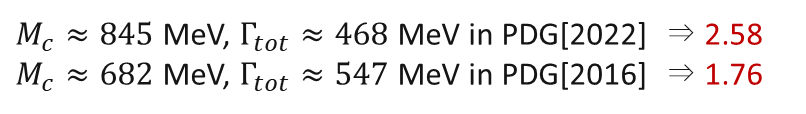 M_c ≈ 845 MeV, Γ_tot ≈ 468 MeV in PDG[2022] ⇒ 2.58
M_c ≈ 682 MeV, Γ_tot ≈ 547 MeV in PDG[2016] ⇒ 1.76